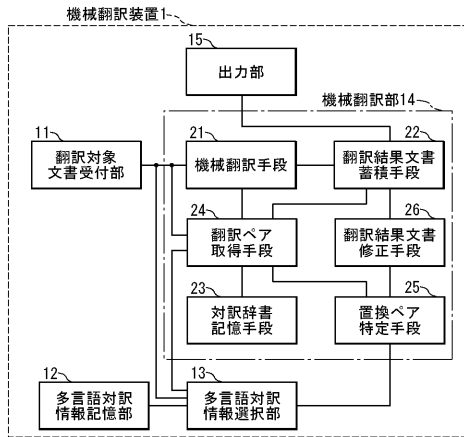 機械翻訳装置1
15
出力部
機械翻訳部14
11
翻訳対象
文書受付部
21
機械翻訳手段
22
翻訳結果文書
蓄積手段
24
翻訳ペア
取得手段
26
翻訳結果文書
修正手段
23
対訳辞書
記憶手段
25
置換ペア
特定手段
12
多言語対訳
情報記憶部
13
多言語対訳
情報選択部